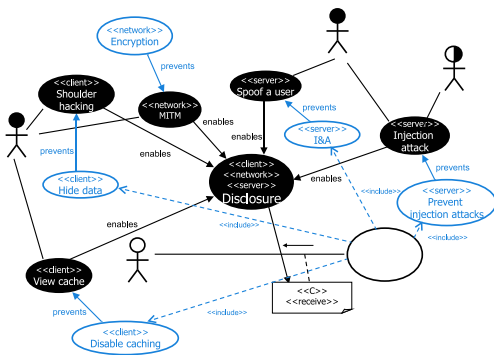 <<network>>
Encryption
prevents
<<client>>
Shoulder
hacking
<<network>>
MITM
<<server>>
Spoof a user
prevents
<<server>>
I&A
<<server>>
Injection
attack
enables
enables
enables
prevents
<<client>>
Hide data
<<client>>
<<network>>
<<server>>
Disclosure
enables
prevents
<<include>>
<<server>>
Prevent
injection attacks
enables
<<include>>
<<include>>
<<client>>
View cache
<<C>>
<<receive>>
prevents
<<include>>
<<client>>
Disable caching